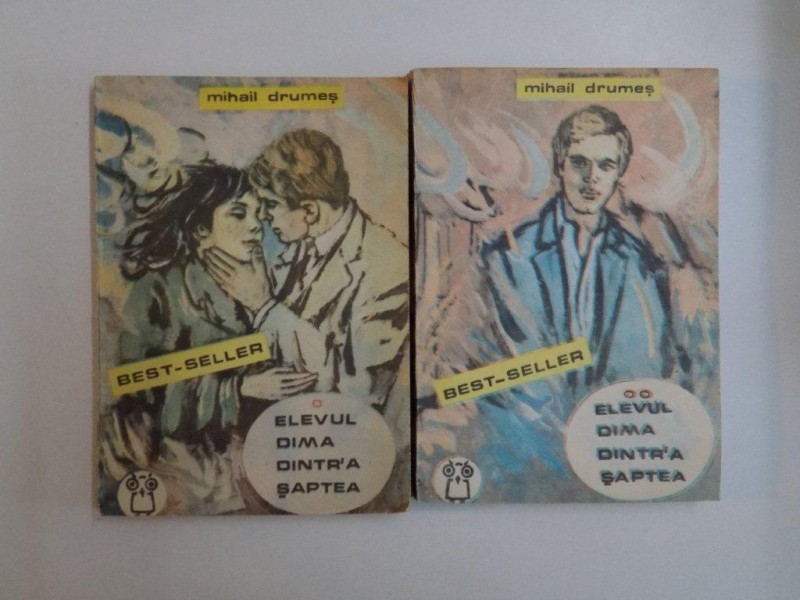 mihail drumeș
BEST-SELLER
ELEVUL
DIMA
DINTR'A
ȘAPTEA
mihail drumeș
BEST-SELLER
ELEVUL
DIMA
DINTR'A
ȘAPTEA